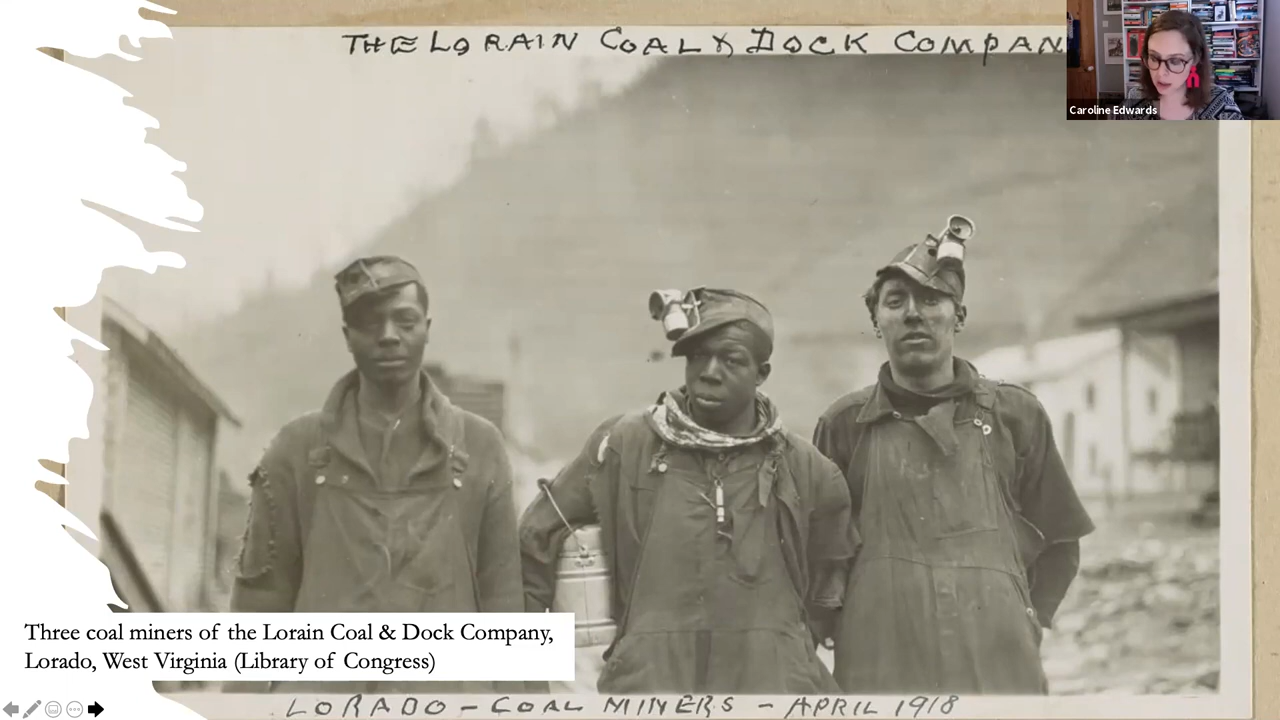 THE LORAIN COAL & DOCK COMPAN
Caroline Edwards
Three coal miners of the Lorain Coal & Dock Company,
Lorado, West Virginia (Library of Congress)
LORADO - COAL MINERS - APRIL 1918